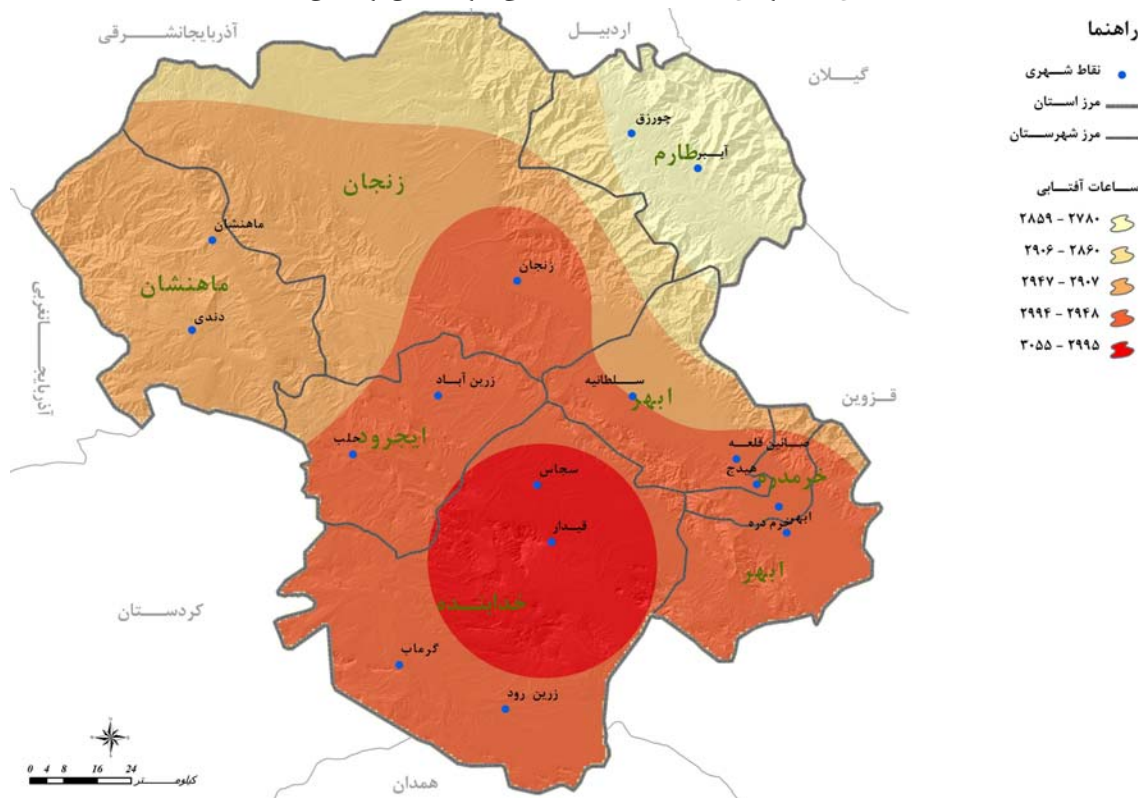 راهنما
نقاط شهری
مرز استان
مرز شهرستان
ساعات آفتابی
۲۷۸۰ - ۲۸۵۹
۲۸۶۰ - ۲۹۰۶
۲۹۰۷ - ۲۹۴۷
۲۹۴۸ - ۲۹۹۴
۲۹۹۵ - ۳۰۵۵
آذربایجانشرقی
اردبیل
گیلان
چورزق
آب‌بر
طارم
زنجان
ماهنشان
زنجان
ماهنشان
دندی
آذربایجانغربی
قزوین
سلطانیه
زرین آباد
ابهر
صائین قلعه
حلب
ایجرود
هیدج
خرمدره
سجاس
ابهر
خرم دره
قیدار
ابهر
خدابنده
کردستان
گرماب
زرین رود
همدان
0 4 8 16 24
کیلومتر